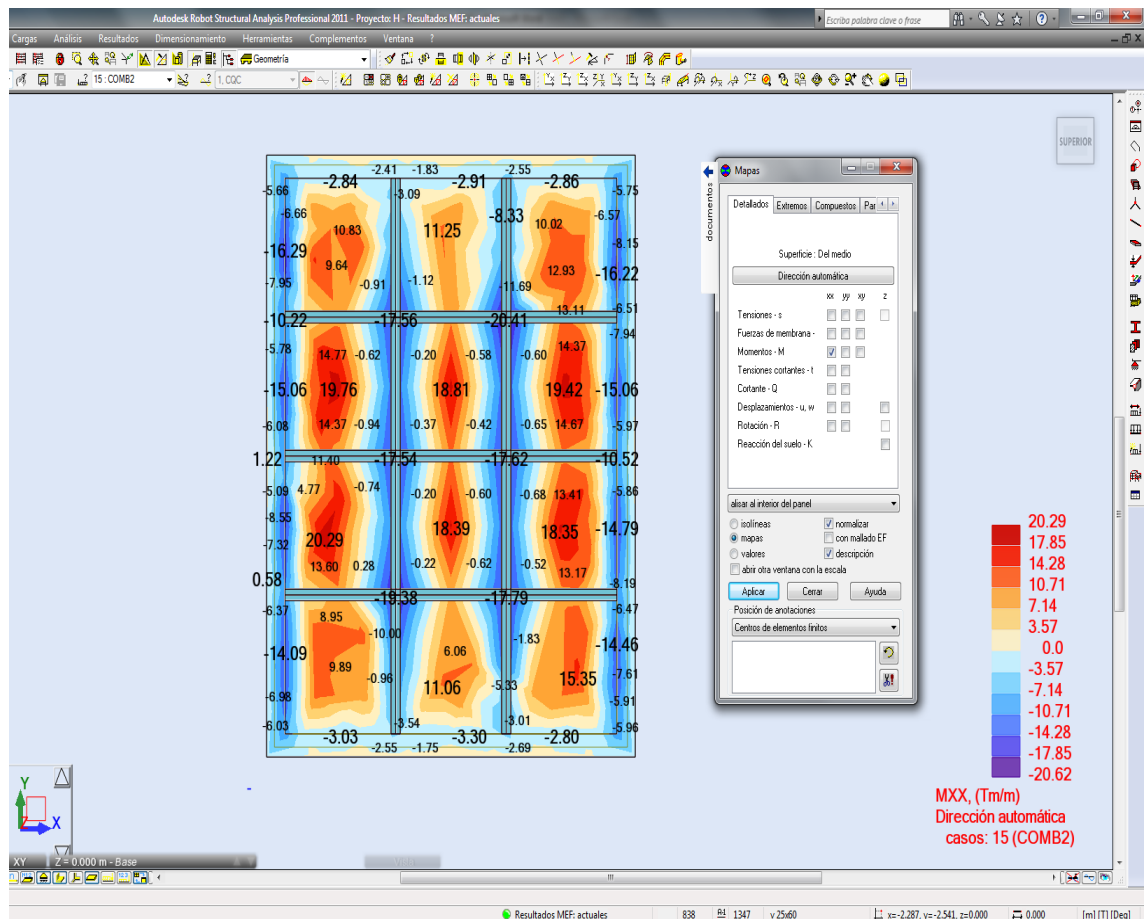 Autodesk Robot Structural Analysis Professional 2011 - Proyecto: H - Resultados MEF: actuales
Escriba palabra clave o frase
Cargas Análisis Resultados Dimensionamiento Herramientas Complementos Ventana ?
Geometría
15 : COMB2
1, CQC
SUPERIOR
documentos
Mapas
Detallados Extremos Compuestos Par
Superficie : Del medio
Dirección automática
xx yy xy z
Tensiones - s
Fuerzas de membrana -
Momentos - M
Tensiones cortantes - t
Cortante - Q
Desplazamientos - u, w
Rotación - R
Reacción del suelo - K
alisar al interior del panel
isolíneas normalizar
mapas con mallado EF
valores descripción
abrir otra ventana con la escala
Aplicar Cerrar Ayuda
Posición de anotaciones
Centros de elementos finitos
-2.41 -1.83 -2.55
-5.66 -2.84 -2.91 -2.86 -5.75
-3.09
-6.66 -8.33 -6.57
10.83 11.25 10.02
-8.15
-16.29 9.64 12.93 -16.22
-7.95 -0.91 -1.12 -11.69
13.11 -6.51
-10.22 -17.56 -20.41
-7.94
-5.78 14.77 -0.62 -0.20 -0.58 -0.60 14.37
-15.06 19.76 18.81 19.42 -15.06
-6.08 14.37 -0.94 -0.37 -0.42 -0.65 14.67 -5.97
1.22 11.40 -17.54 -17.62 -10.52
-5.09 4.77 -0.74 -0.20 -0.60 -0.68 13.41 -5.86
-8.55
18.39 18.35 -14.79
-7.32 20.29
13.60 0.28 -0.22 -0.62 -0.52 13.17
0.58 -8.19
-19.38 -17.79
-6.37 -6.47
8.95 -10.00 -1.83
-14.09 6.06 -14.46
9.89 -0.96 11.06 -5.33 15.35 -7.61
-6.98 -5.91
-6.03 -3.54 -3.01 -5.96
-3.03 -3.30 -2.80
-2.55 -1.75 -2.69
20.29
17.85
14.28
10.71
7.14
3.57
0.0
-3.57
-7.14
-10.71
-14.28
-17.85
-20.62
MXX, (Tm/m)
Dirección automática
casos: 15 (COMB2)
Y
Z
X
XY Z = 0.000 m - Base
Resultados MEF: actuales 838 1347 v 25x60 x=-2.287, y=-2.541, z=0.000 0.000 [m] [T] [Deg]